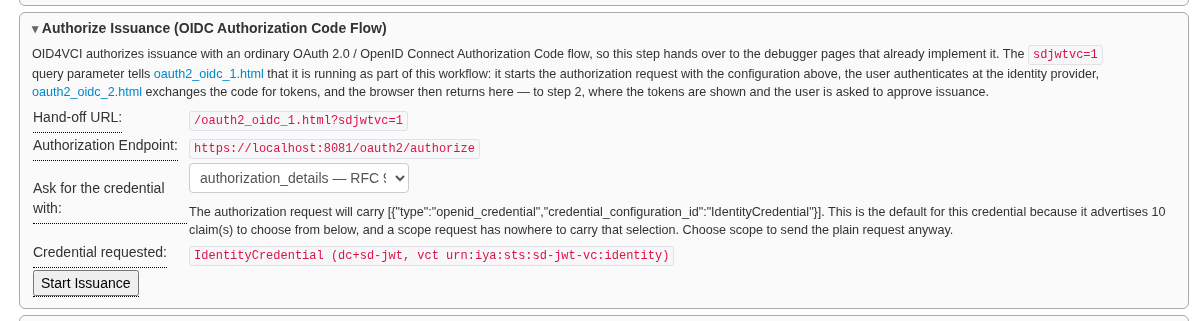 ▾ Authorize Issuance (OIDC Authorization Code Flow)
OID4VCI authorizes issuance with an ordinary OAuth 2.0 / OpenID Connect Authorization Code flow, so this step hands over to the debugger pages that already implement it. The sdjwtvc=1
query parameter tells oauth2_oidc_1.html that it is running as part of this workflow: it starts the authorization request with the configuration above, the user authenticates at the identity provider,
oauth2_oidc_2.html exchanges the code for tokens, and the browser then returns here — to step 2, where the tokens are shown and the user is asked to approve issuance.
Hand-off URL: /oauth2_oidc_1.html?sdjwtvc=1
Authorization Endpoint: https://localhost:8081/oauth2/authorize
Ask for the credential with: authorization_details — RFC 9
The authorization request will carry [{"type":"openid_credential","credential_configuration_id":"IdentityCredential"}]. This is the default for this credential because it advertises 10
claim(s) to choose from below, and a scope request has nowhere to carry that selection. Choose scope to send the plain request anyway.
Credential requested: IdentityCredential (dc+sd-jwt, vct urn:iya:sts:sd-jwt-vc:identity)
Start Issuance